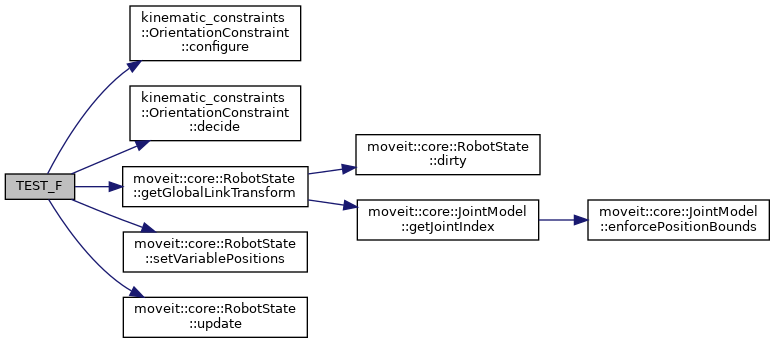 kinematic_constraints
::OrientationConstraint
::configure
kinematic_constraints
::OrientationConstraint
::decide
TEST_F
moveit::core::RobotState
::getGlobalLinkTransform
moveit::core::RobotState
::dirty
moveit::core::JointModel
::getJointIndex
moveit::core::JointModel
::enforcePositionBounds
moveit::core::RobotState
::setVariablePositions
moveit::core::RobotState
::update